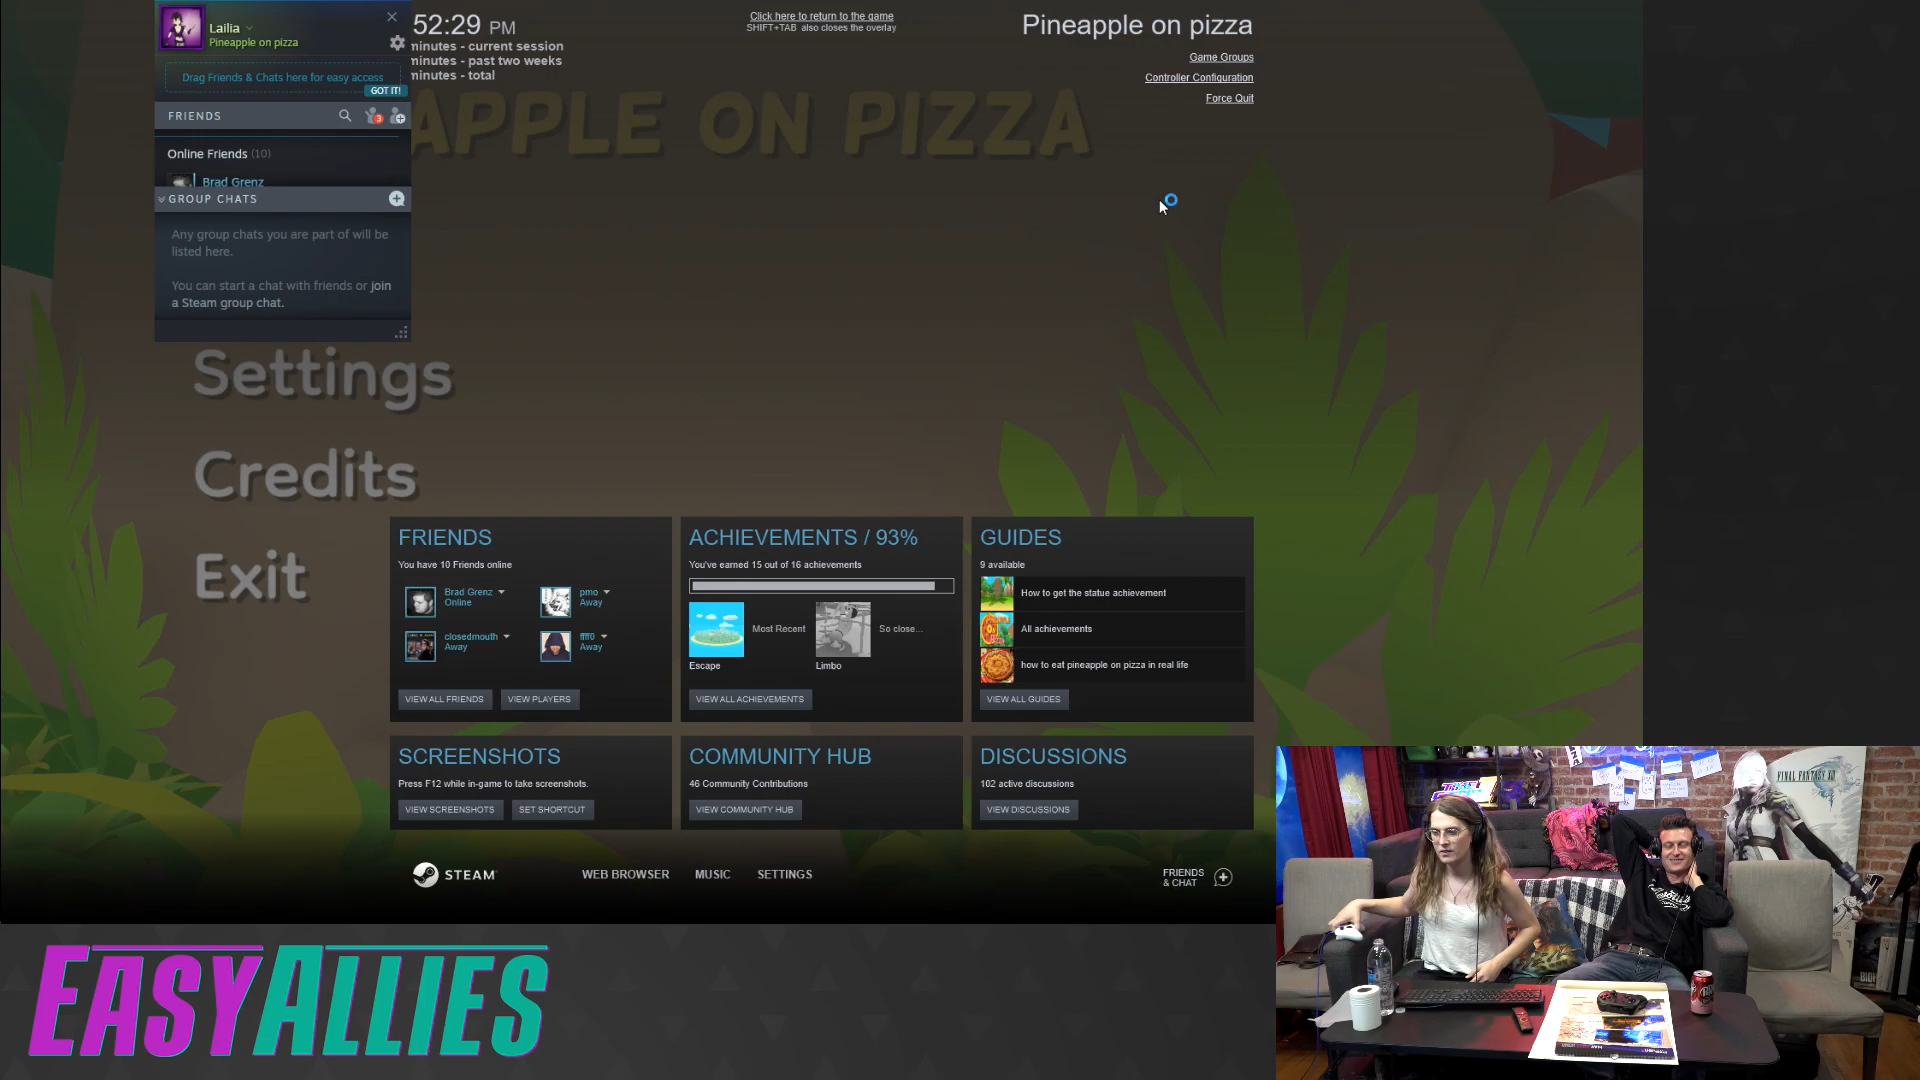 Lailia
Pineapple on pizza
Drag Friends & Chats here for easy access
GOT IT!
FRIENDS
3
Online Friends (10)
Brad Grenz
GROUP CHATS
Any group chats you are part of will be
listed here.
You can start a chat with friends or join
a Steam group chat.
52:29 PM
minutes - current session
minutes - past two weeks
minutes - total
Click here to return to the game
SHIFT+TAB also closes the overlay
Pineapple on pizza
Game Groups
Controller Configuration
Force Quit
APPLE ON PIZZA
Settings
Credits
Exit
FRIENDS
You have 10 Friends online
Brad Grenz
Online
pmo
Away
closedmouth
Away
ffff0
Away
VIEW ALL FRIENDS
VIEW PLAYERS
ACHIEVEMENTS / 93%
You've earned 15 out of 16 achievements
Most Recent
So close...
Escape
Limbo
VIEW ALL ACHIEVEMENTS
GUIDES
9 available
How to get the statue achievement
All achievements
how to eat pineapple on pizza in real life
VIEW ALL GUIDES
SCREENSHOTS
Press F12 while in-game to take screenshots.
VIEW SCREENSHOTS
SET SHORTCUT
COMMUNITY HUB
46 Community Contributions
VIEW COMMUNITY HUB
DISCUSSIONS
102 active discussions
VIEW DISCUSSIONS
STEAM
WEB BROWSER
MUSIC
SETTINGS
FRIENDS
& CHAT
FINAL FANTASY XIII
EASYALLIES